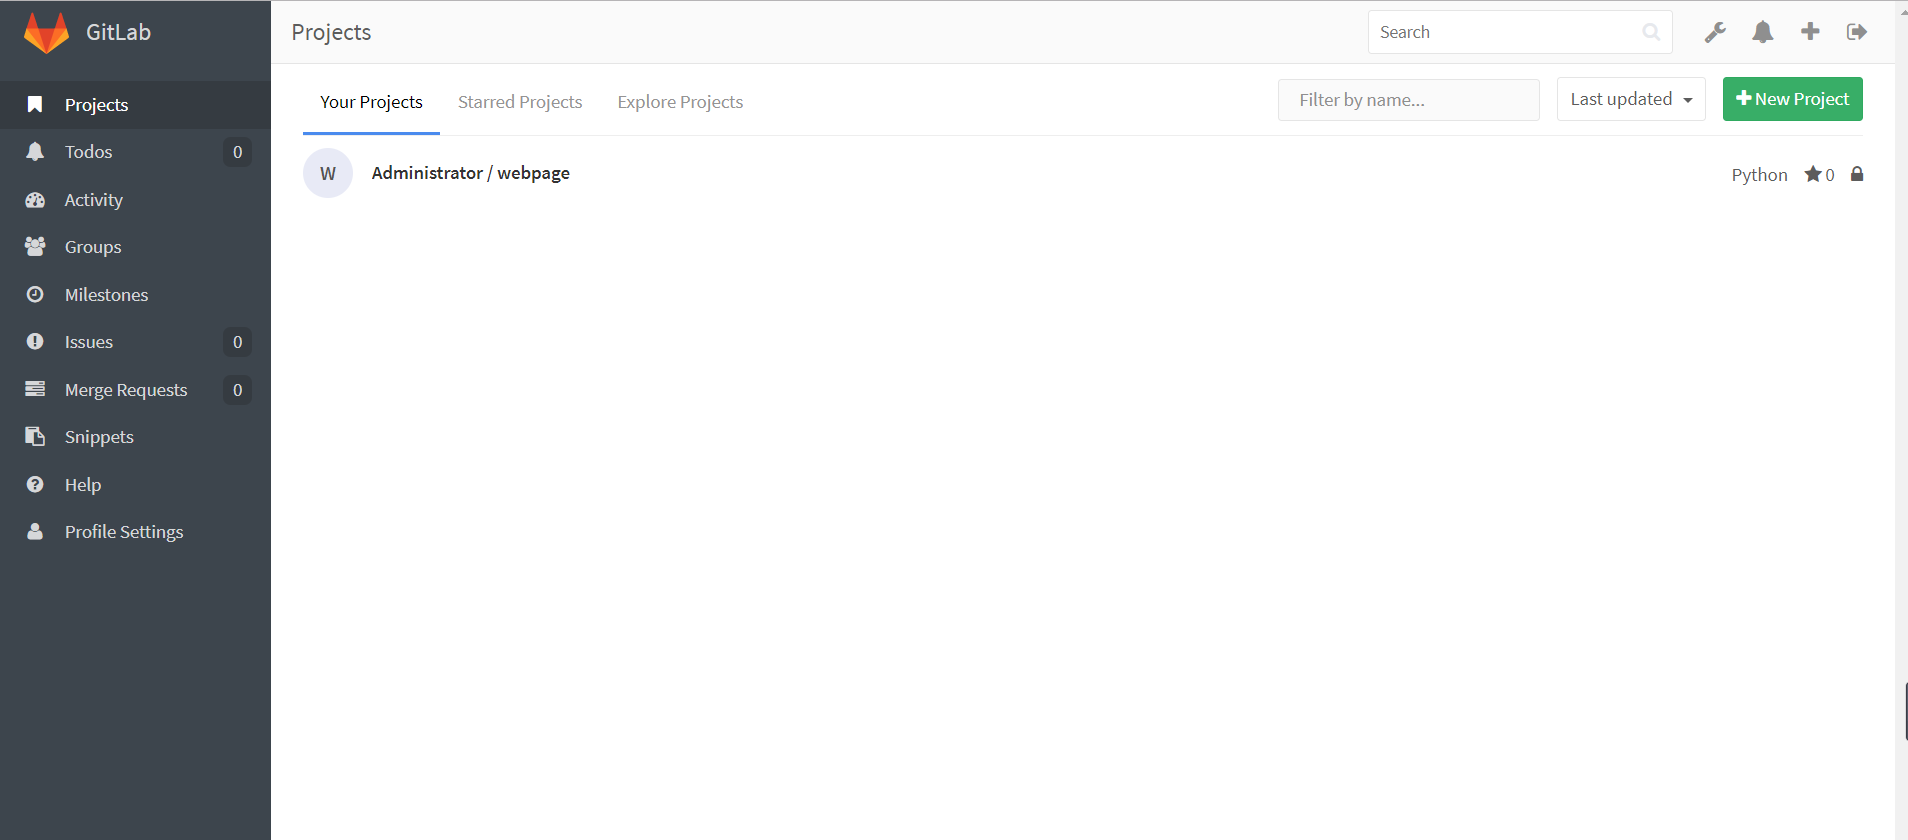 GitLab
Projects
Search
Projects
Todos 0
Activity
Groups
Milestones
Issues 0
Merge Requests 0
Snippets
Help
Profile Settings
Your Projects Starred Projects Explore Projects Filter by name... Last updated New Project
W Administrator / webpage Python 0